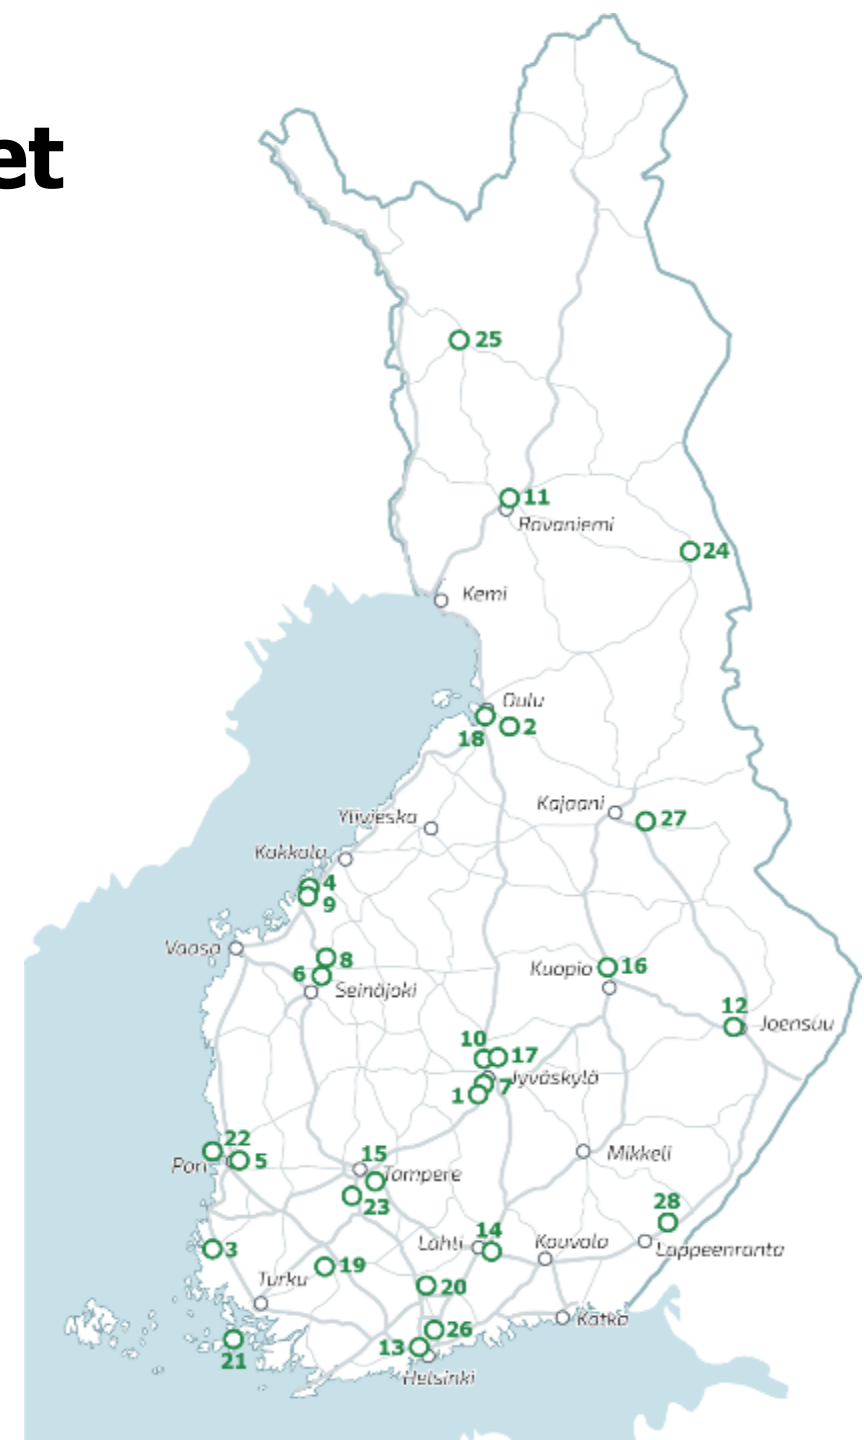 et
25
11
Rovaniemi
24
Kemi
Oulu
18
2
Kajaani
27
Ylivieska
Kokkola
4
9
Vaasa
8
6
Seinäjoki
Kuopio
16
12
Joensuu
10
17
Jyväskylä
7
1
22
Pori
5
15
Tampere
23
Mikkeli
28
Lappeenranta
3
14
Lahti
Kouvola
19
Turku
20
Kotka
26
13
21
Helsinki